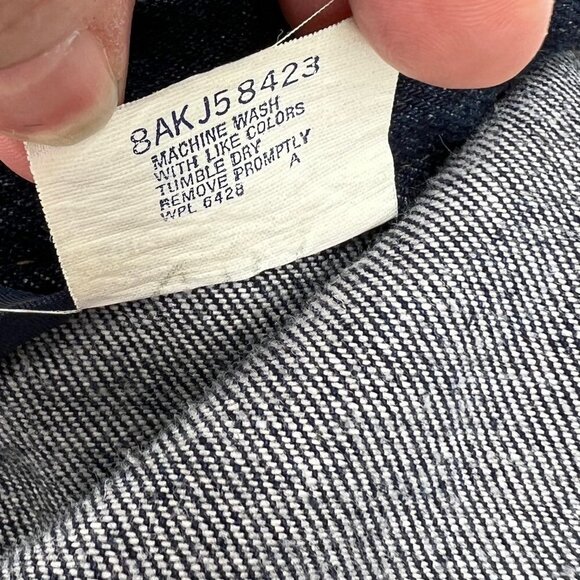 8AKJ58423
MACHINE WASH
WITH LIKE COLORS
TUMBLE DRY
REMOVE PROMPTLY
WPL 6428 A